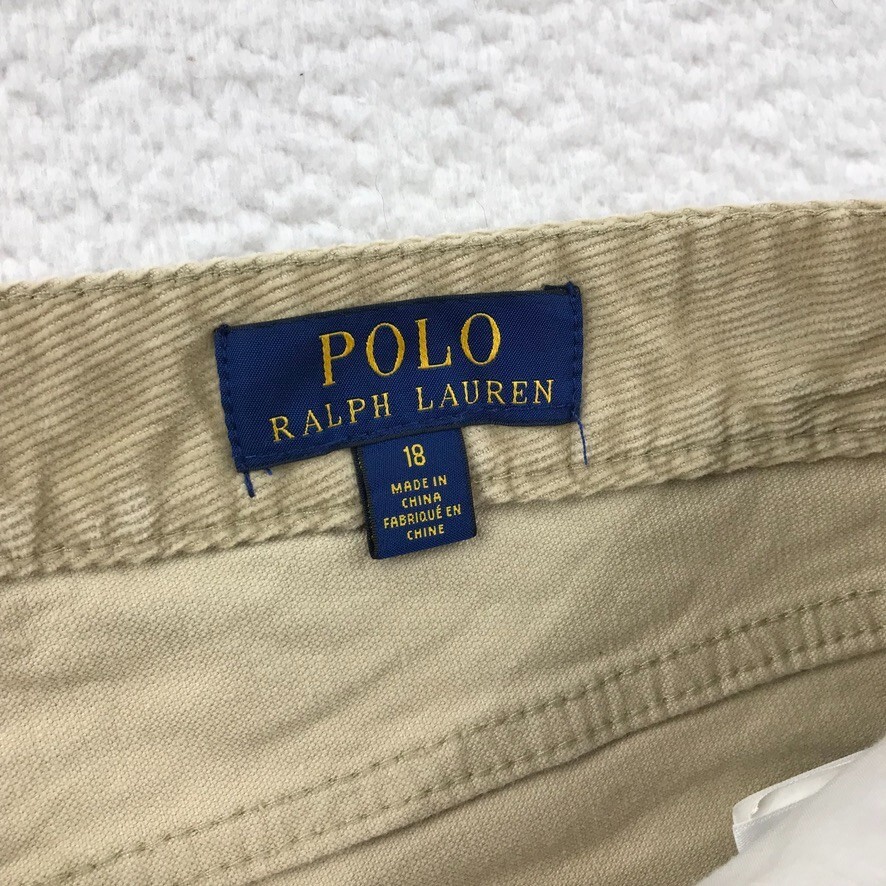 POLO
RALPH LAUREN
18
MADE IN
CHINA
FABRIQUÉ EN
CHINE